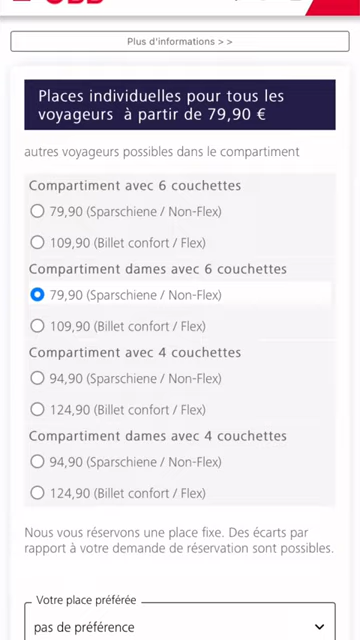 ÖBB
Plus d'informations > >
Places individuelles pour tous les
voyageurs à partir de 79,90 €
autres voyageurs possibles dans le compartiment
Compartiment avec 6 couchettes
79,90 (Sparschiene / Non-Flex)
109,90 (Billet confort / Flex)
Compartiment dames avec 6 couchettes
79,90 (Sparschiene / Non-Flex)
109,90 (Billet confort / Flex)
Compartiment avec 4 couchettes
94,90 (Sparschiene / Non-Flex)
124,90 (Billet confort / Flex)
Compartiment dames avec 4 couchettes
94,90 (Sparschiene / Non-Flex)
124,90 (Billet confort / Flex)
Nous vous réservons une place fixe. Des écarts par
rapport à votre demande de réservation sont possibles.
Votre place préférée
pas de préférence